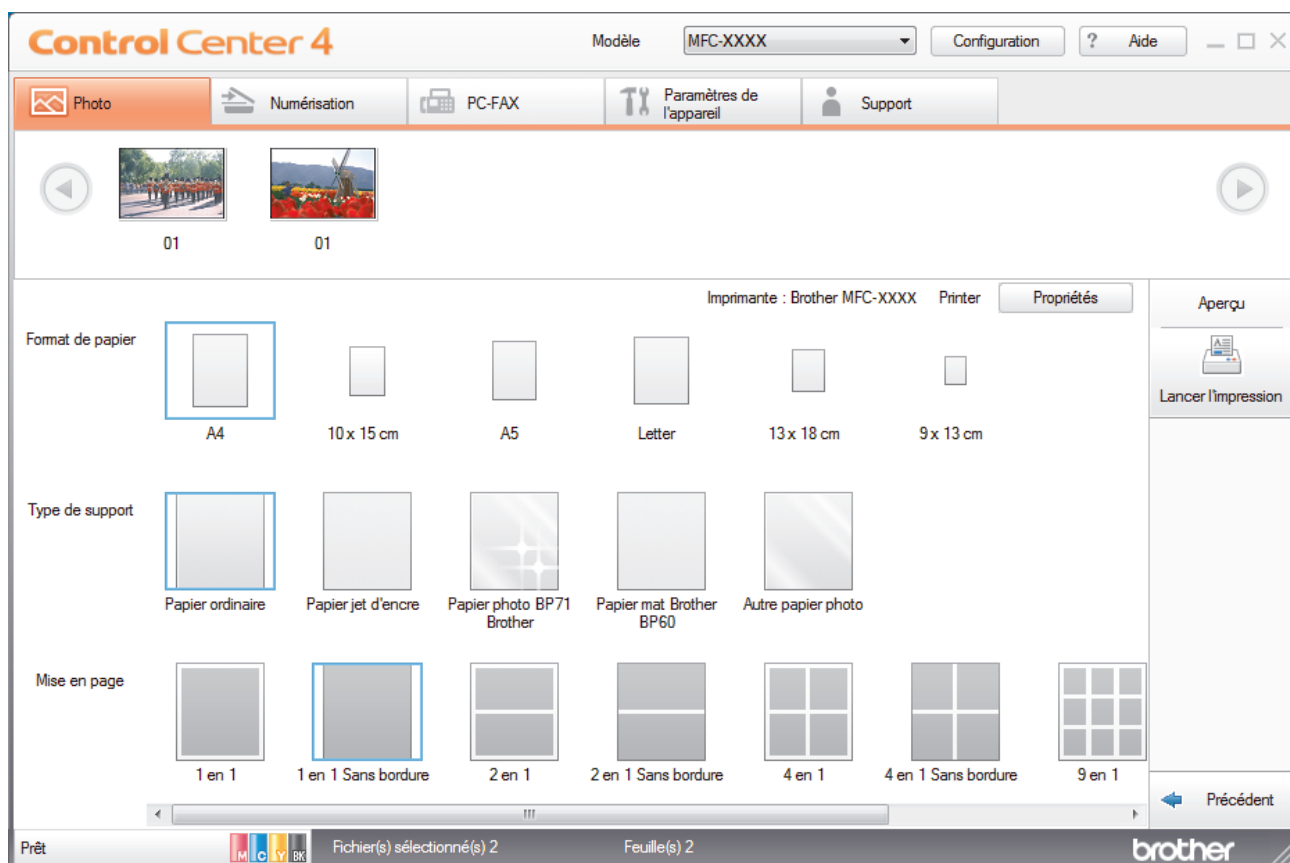 Control Center 4
Modèle
MFC-XXXX
Configuration
? Aide
Photo
Numérisation
PC-FAX
Paramètres de
l'appareil
Support
01
01
Imprimante : Brother MFC-XXXX Printer
Propriétés
Aperçu
Lancer l'impression
Format de papier
A4
10 x 15 cm
A5
Letter
13 x 18 cm
9 x 13 cm
Type de support
Papier ordinaire
Papier jet d'encre
Papier photo BP71
Brother
Papier mat Brother
BP60
Autre papier photo
Mise en page
1 en 1
1 en 1 Sans bordure
2 en 1
2 en 1 Sans bordure
4 en 1
4 en 1 Sans bordure
9 en 1
Précédent
Prêt
M C Y BK
Fichier(s) sélectionné(s) 2
Feuille(s) 2
brother